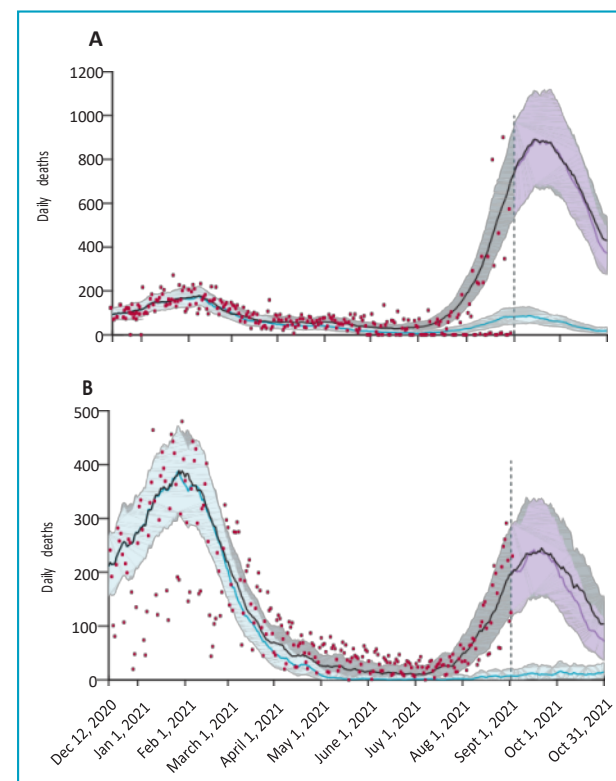 A
1200
1000
800
600
400
200
0
Daily deaths
B
500
400
300
200
100
0
Daily deaths
Dec 12, 2020
Jan 1, 2021
Feb 1, 2021
March 1, 2021
April 1, 2021
May 1, 2021
June 1, 2021
Juy 1, 2021
Aug 1, 2021
Sept 1, 2021
Oct 1, 2021
Oct 31, 2021